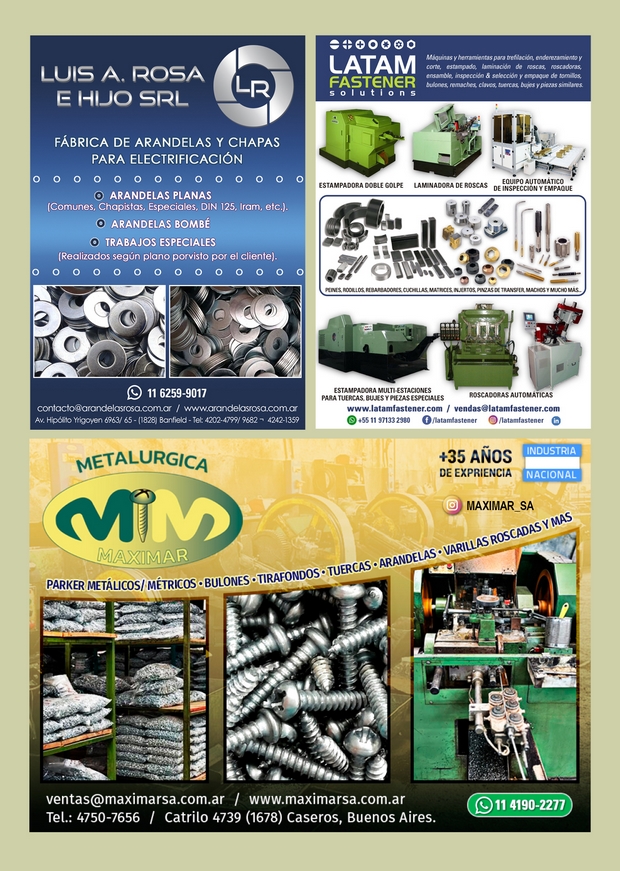 LUIS A. ROSA
E HIJO SRL
LR
FÁBRICA DE ARANDELAS Y CHAPAS
PARA ELECTRIFICACIÓN
ARANDELAS PLANAS
(Comunes, Chapistas, Especiales, DIN 125, Iram, etc.).
ARANDELAS BOMBÉ
TRABAJOS ESPECIALES
(Realizados según plano porvisto por el cliente).
11 6259-9017
contacto@arandelasrosa.com.ar / www.arandelasrosa.com.ar
Av. Hipólito Yrigoyen 6963/ 65 - (1828) Banfield - Tel: 4202-4799/ 9682 ¬ 4242-1359
LATAM
FASTENER
solutions
Máquinas y herramientas para trefilación, enderezamiento y
corte, estampado, laminación de roscas, roscadoras,
ensamble, inspección & selección y empaque de tornillos,
bulones, remaches, clavos, tuercas, bujes y piezas similares.
ESTAMPADORA DOBLE GOLPE
LAMINADORA DE ROSCAS
EQUIPO AUTOMÁTICO
DE INSPECCIÓN Y EMPAQUE
PEINES, RODILLOS, REBARBADORES, CUCHILLAS, MATRICES, INJERTOS, PINZAS DE TRANSFER, MACHOS Y MUCHO MÁS...
ESTAMPADORA MULTI-ESTACIONES
PARA TUERCAS, BUJES Y PIEZAS ESPECIALES
ROSCADORAS AUTOMÁTICAS
www.latamfastener.com / vendas@latamfastener.com
+55 11 97133 2980
/latamfastener
/latamfastener
in
METALURGICA
MIM
MAXIMAR
+35 AÑOS
DE EXPRIENCIA
INDUSTRIA
NACIONAL
MAXIMAR_SA
PARKER METÁLICOS/ MÉTRICOS • BULONES • TIRAFONDOS • TUERCAS • ARANDELAS • VARILLAS ROSCADAS Y MAS
ventas@maximarsa.com.ar / www.maximarsa.com.ar
Tel.: 4750-7656 / Catrilo 4739 (1678) Caseros, Buenos Aires.
11 4190-2277